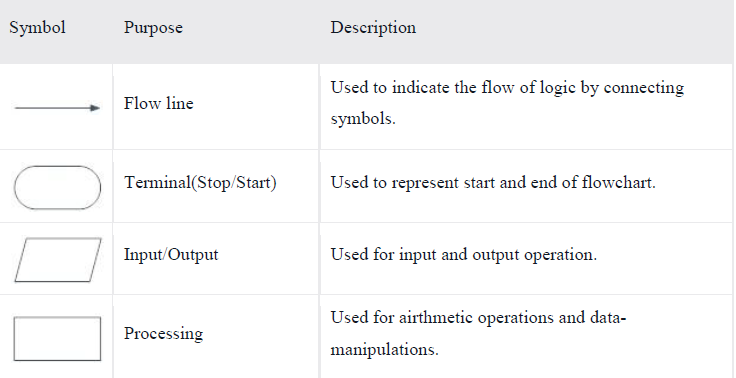 Symbol Purpose Description
Flow line
Used to indicate the flow of logic by connecting
symbols.
Terminal(Stop/Start) Used to represent start and end of flowchart.
Input/Output Used for input and output operation.
Processing
Used for airthmetic operations and data-
manipulations.